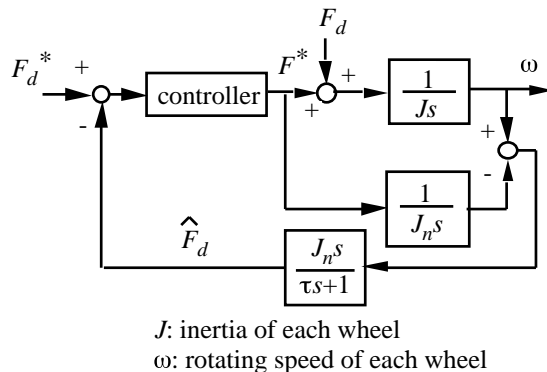 F_d
F_d^* + F^* + 1/(Js) ω
controller
- + +
-
1/(J_n s)
\hat{F}_d J_n s/(τs+1)
J: inertia of each wheel
ω: rotating speed of each wheel